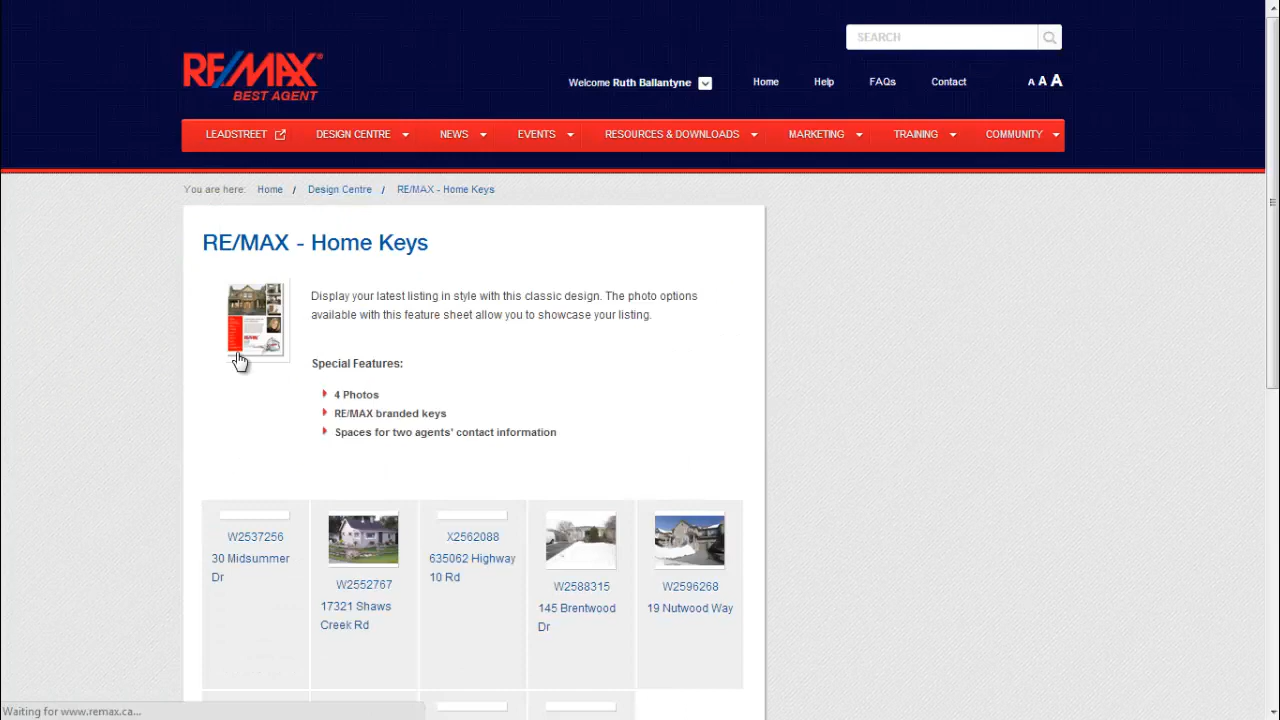 SEARCH
RE/MAX®
BEST AGENT
Welcome Ruth Ballantyne
Home
Help
FAQs
Contact
A A A
LEADSTREET
DESIGN CENTRE
NEWS
EVENTS
RESOURCES & DOWNLOADS
MARKETING
TRAINING
COMMUNITY
You are here: Home / Design Centre / RE/MAX - Home Keys
RE/MAX - Home Keys
Display your latest listing in style with this classic design. The photo options
available with this feature sheet allow you to showcase your listing.
Special Features:
4 Photos
RE/MAX branded keys
Spaces for two agents' contact information
W2537256
30 Midsummer
Dr
W2552767
17321 Shaws
Creek Rd
X2562088
635062 Highway
10 Rd
W2588315
145 Brentwood
Dr
W2596268
19 Nutwood Way
Waiting for www.remax.ca...